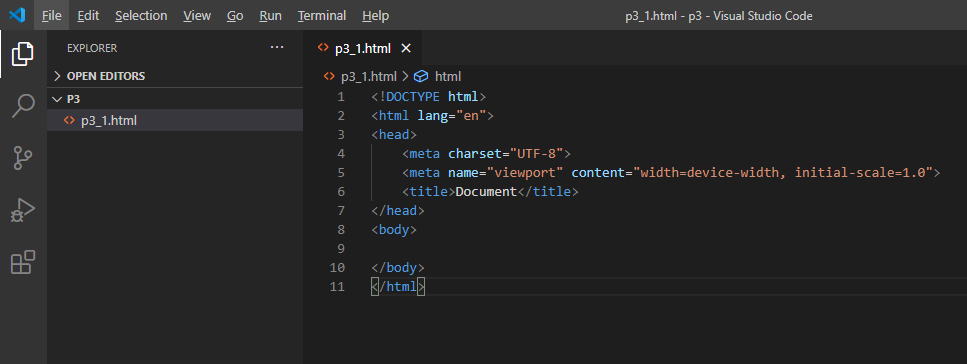 File Edit Selection View Go Run Terminal Help p3_1.html - p3 - Visual Studio Code
EXPLORER ···
OPEN EDITORS
P3
p3_1.html
p3_1.html ×
p3_1.html > html
1 <!DOCTYPE html>
2 <html lang="en">
3 <head>
4 <meta charset="UTF-8">
5 <meta name="viewport" content="width=device-width, initial-scale=1.0">
6 <title>Document</title>
7 </head>
8 <body>
9
10 </body>
11 </html>